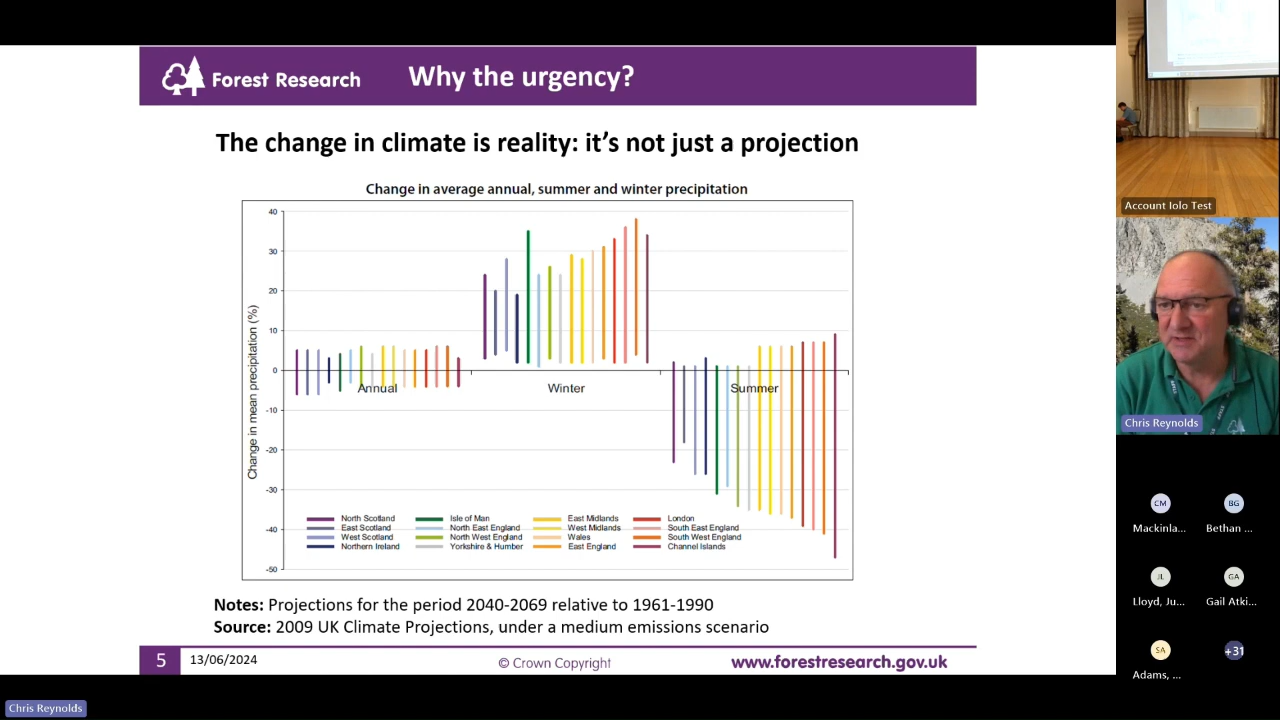 Forest Research
Why the urgency?
The change in climate is reality: it's not just a projection
Change in average annual, summer and winter precipitation
Change in mean precipitation (%)
40
30
20
10
0
-10
-20
-30
-40
-50
Annual
Winter
Summer
North Scotland
East Scotland
West Scotland
Northern Ireland
Isle of Man
North East England
North West England
Yorkshire & Humber
East Midlands
West Midlands
Wales
East England
London
South East England
South West England
Channel Islands
Notes: Projections for the period 2040-2069 relative to 1961-1990
Source: 2009 UK Climate Projections, under a medium emissions scenario
5
13/06/2024
© Crown Copyright
www.forestresearch.gov.uk
Account Iolo Test
Chris Reynolds
CM
BG
Mackinla...
Bethan ...
JL
GA
Lloyd, Ju...
Gail Atki...
SA
+31
Adams, ...
Chris Reynolds